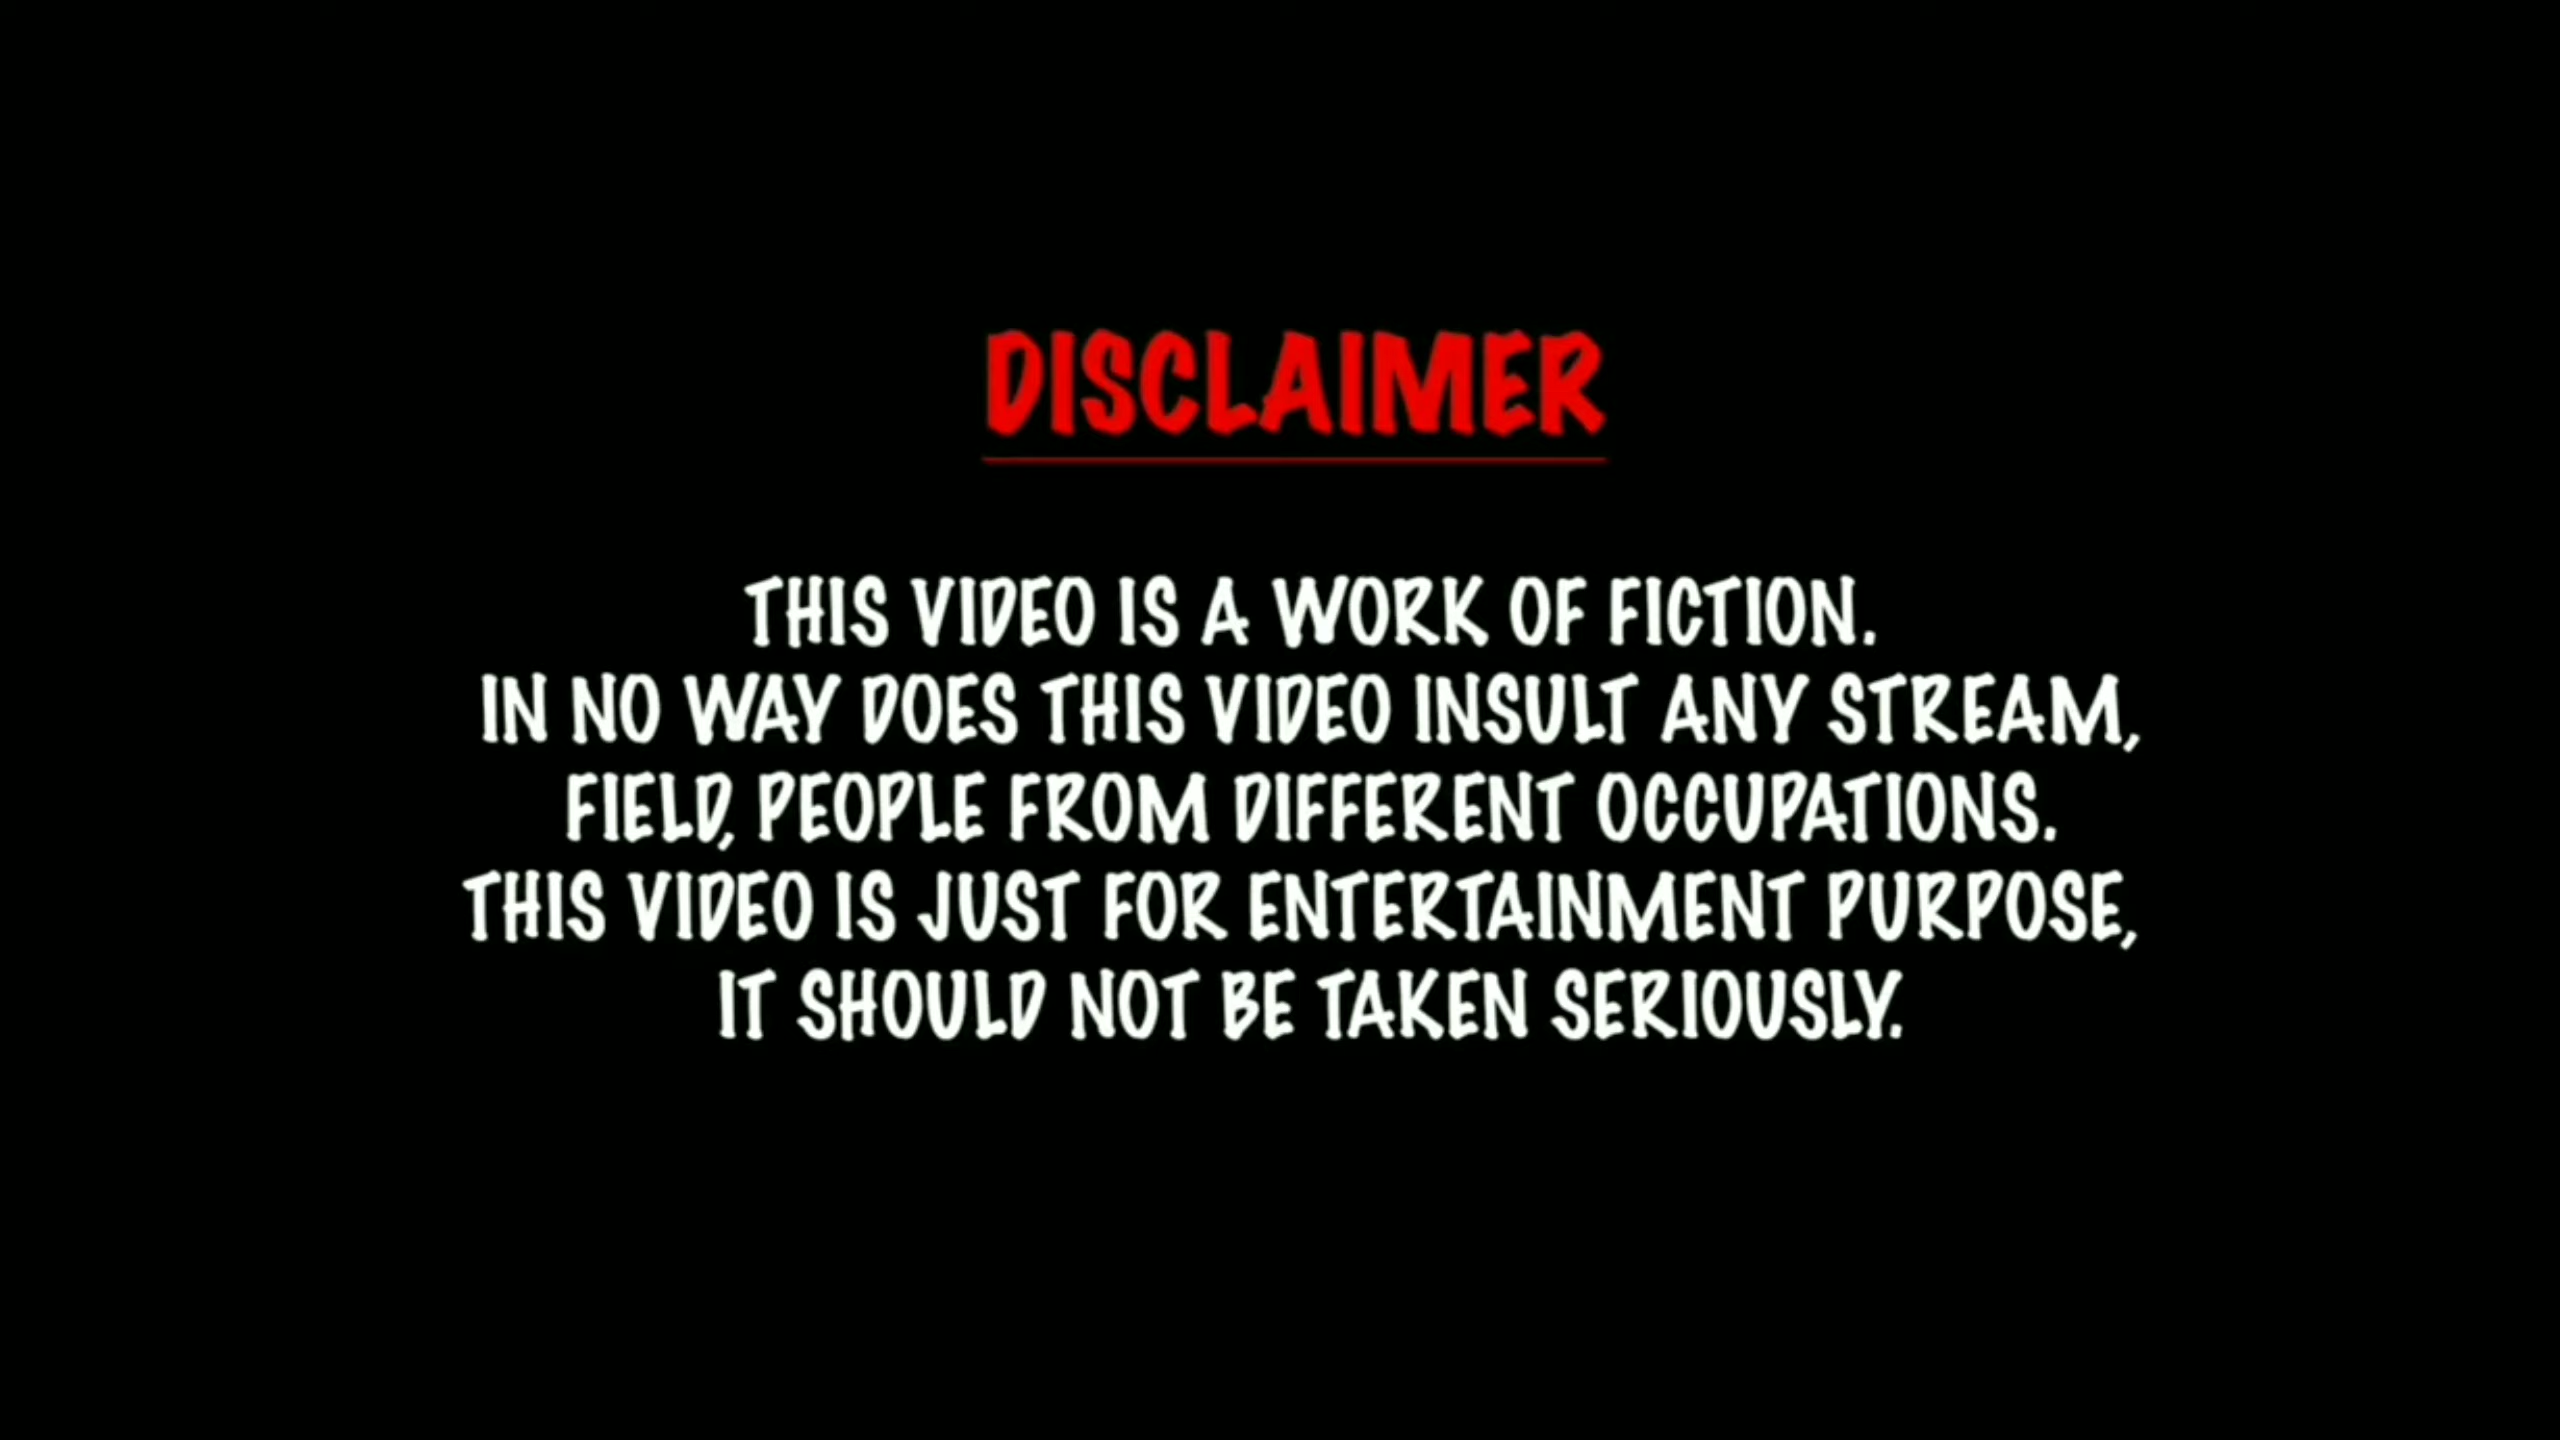 DISCLAIMER
THIS VIDEO IS A WORK OF FICTION.
IN NO WAY DOES THIS VIDEO INSULT ANY STREAM,
FIELD, PEOPLE FROM DIFFERENT OCCUPATIONS.
THIS VIDEO IS JUST FOR ENTERTAINMENT PURPOSE,
IT SHOULD NOT BE TAKEN SERIOUSLY.